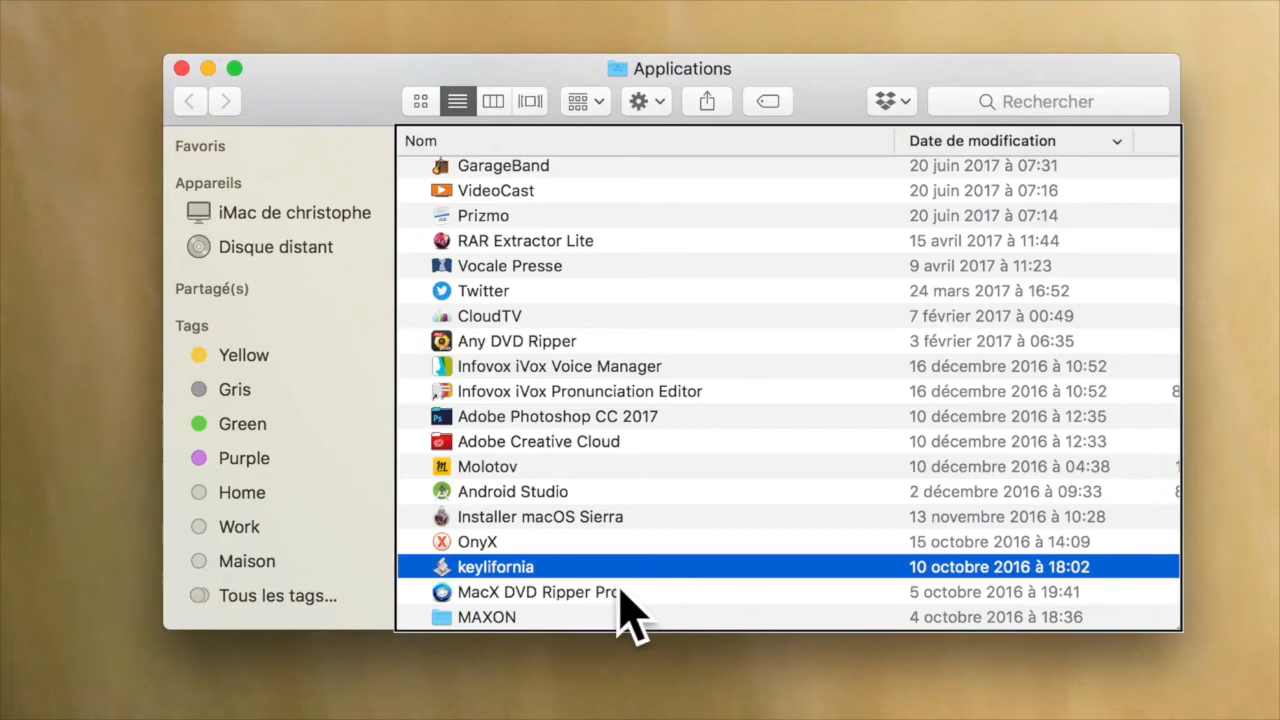 Applications
Rechercher
Favoris
Appareils
iMac de christophe
Disque distant
Partagé(s)
Tags
Yellow
Gris
Green
Purple
Home
Work
Maison
Tous les tags...
Nom Date de modification
GarageBand 20 juin 2017 à 07:31
VideoCast 20 juin 2017 à 07:16
Prizmo 20 juin 2017 à 07:14
RAR Extractor Lite 15 avril 2017 à 11:44
Vocale Presse 9 avril 2017 à 11:23
Twitter 24 mars 2017 à 16:52
CloudTV 7 février 2017 à 00:49
Any DVD Ripper 3 février 2017 à 06:35
Infovox iVox Voice Manager 16 décembre 2016 à 10:52
Infovox iVox Pronunciation Editor 16 décembre 2016 à 10:52
Adobe Photoshop CC 2017 10 décembre 2016 à 12:35
Adobe Creative Cloud 10 décembre 2016 à 12:33
Molotov 10 décembre 2016 à 04:38
Android Studio 2 décembre 2016 à 09:33
Installer macOS Sierra 13 novembre 2016 à 10:28
OnyX 15 octobre 2016 à 14:09
keylifornia 10 octobre 2016 à 18:02
MacX DVD Ripper Pro 5 octobre 2016 à 19:41
MAXON 4 octobre 2016 à 18:36